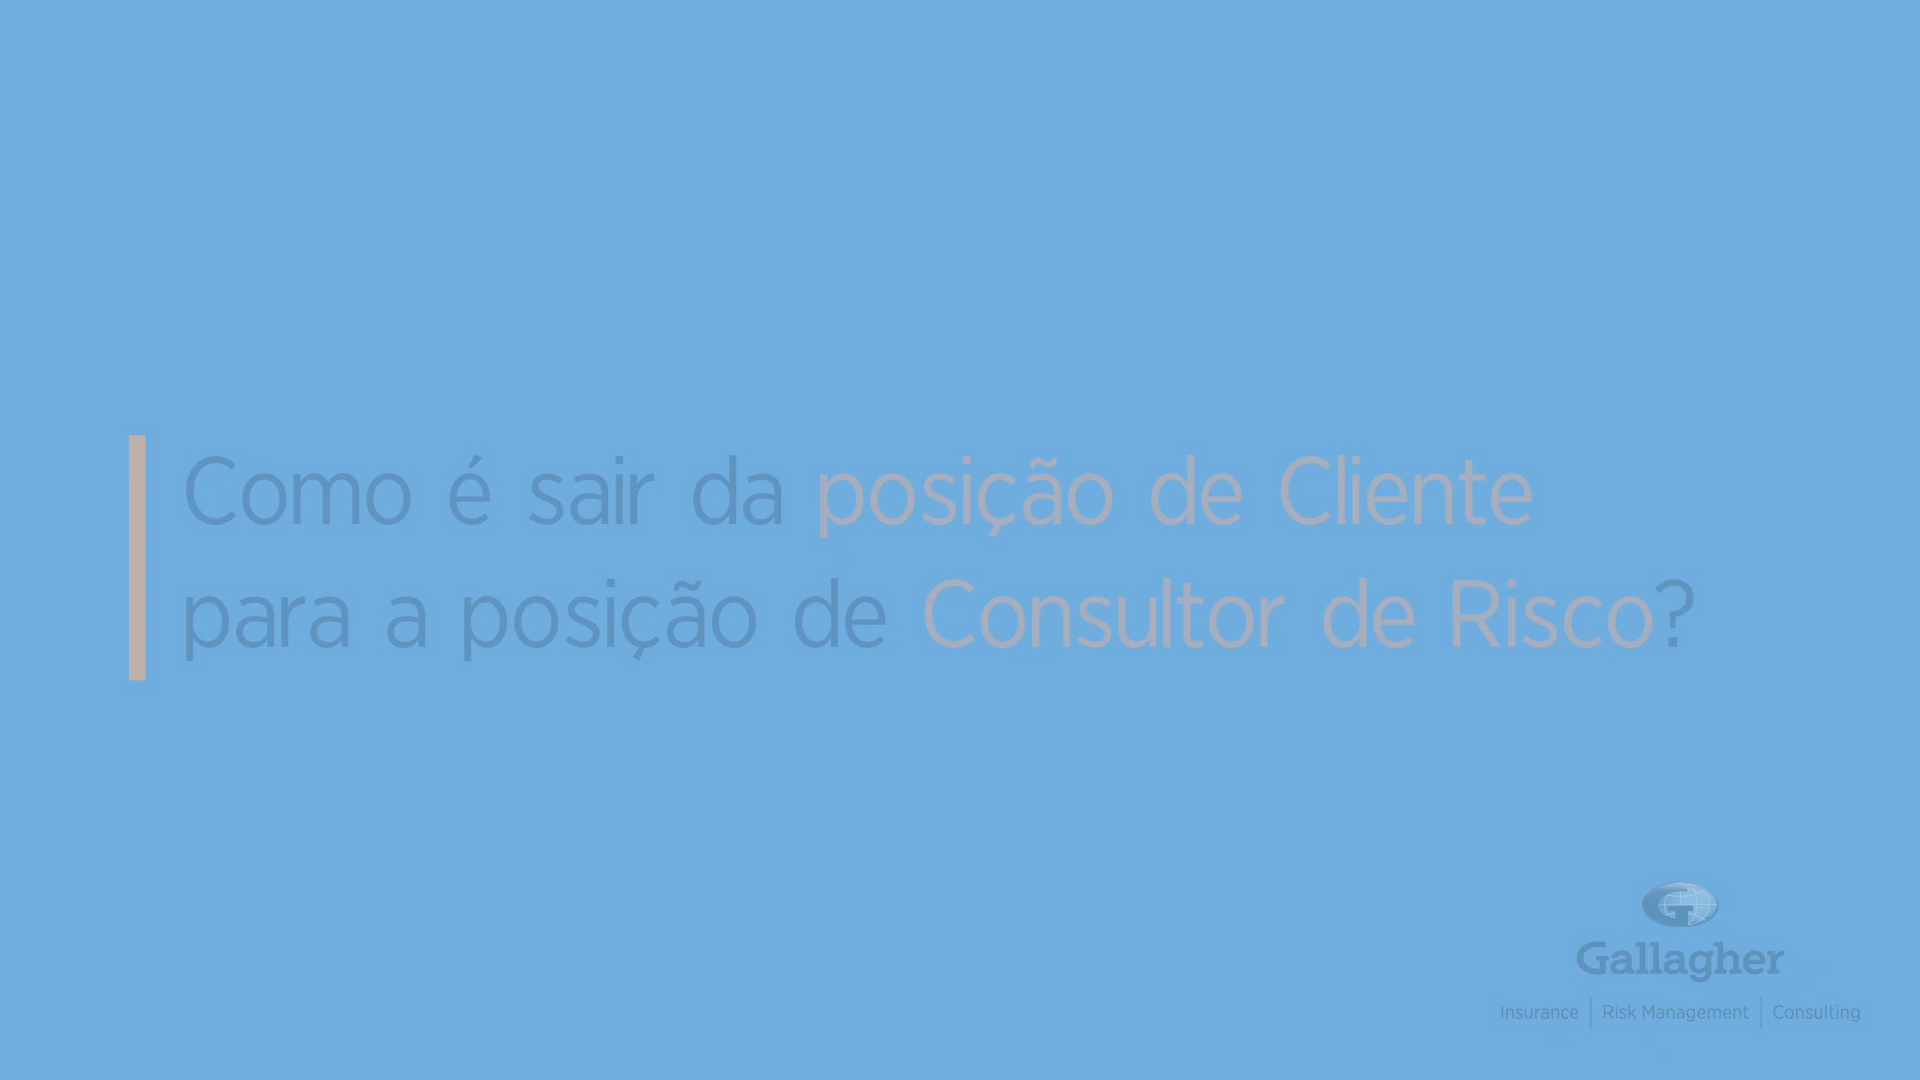 Como é sair da posição de Cliente
para a posição de Consultor de Risco?
Gallagher
Insurance | Risk Management | Consulting